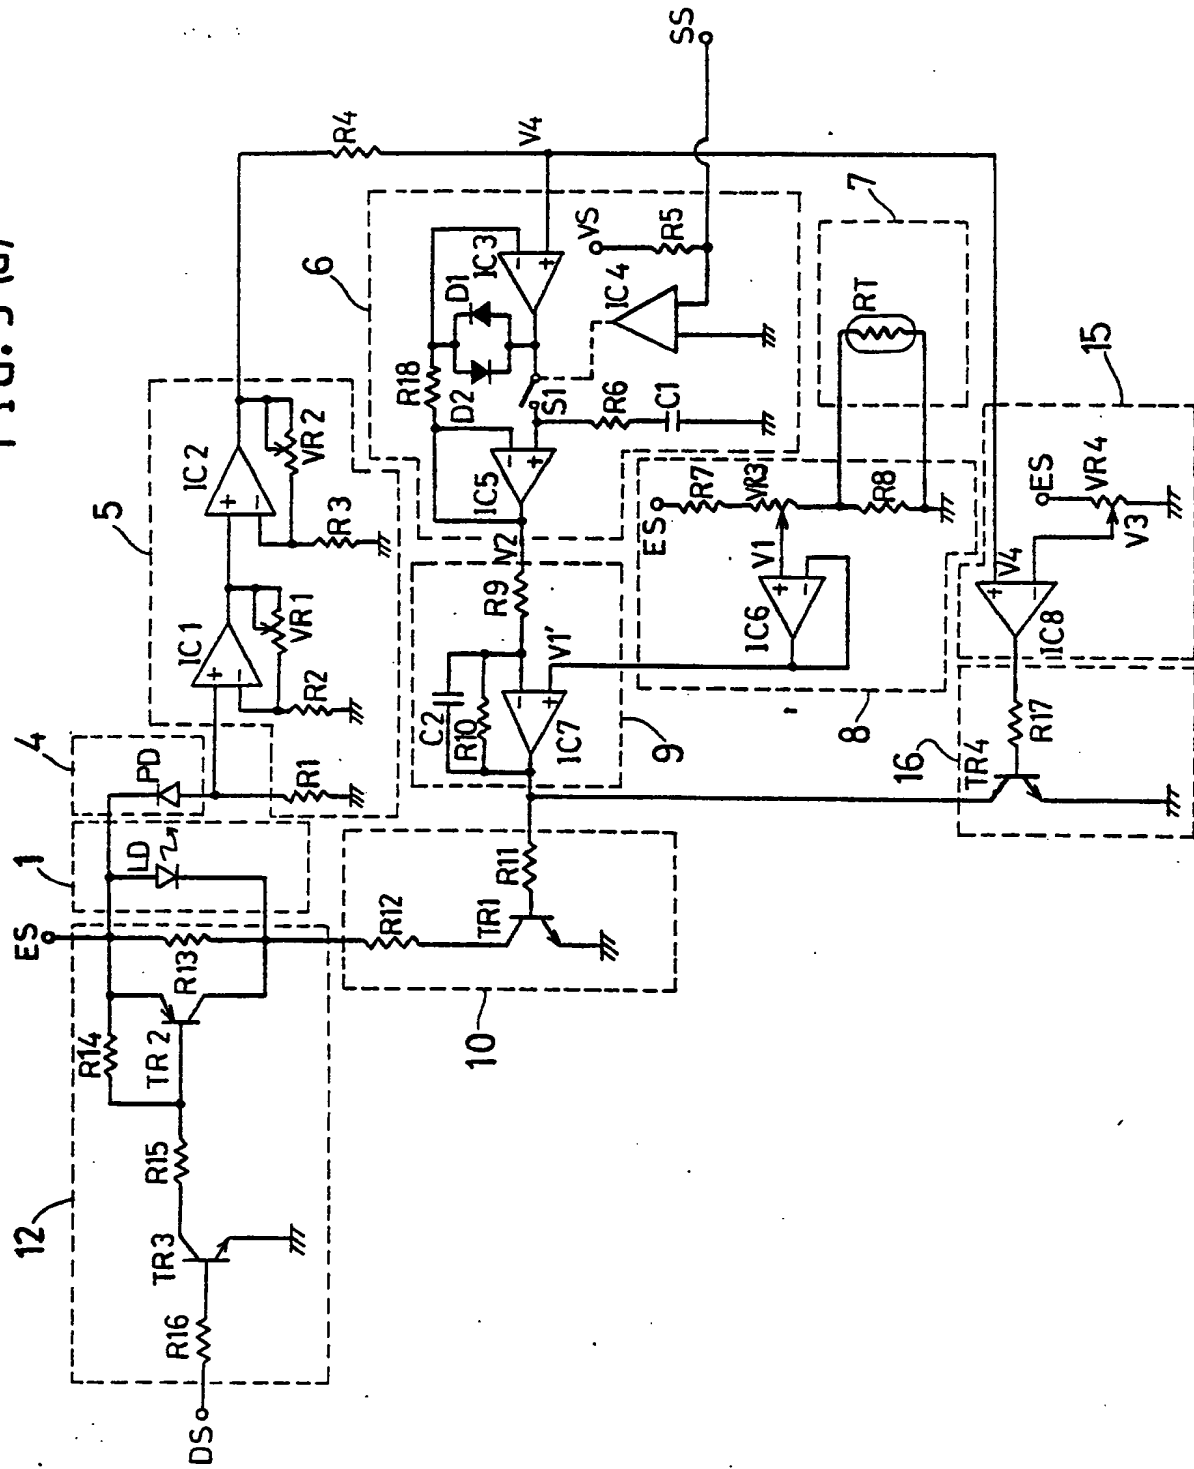 12
DS
R16
TR3
R15
R14
TR2
ES
R13
1
LD
4
PD
R1
5
IC1
+
−
VR1
R2
IC2
+
−
VR2
R3
R4
V4
SS
6
R18
D1
D2
IC3
−
+
VS
R5
IC4
S1
R6
C1
IC5
−
+
V2
7
RT
ES
R7
VR3
V1
R8
IC6
+
−
8
R9
C2
R10
V1'
IC7
−
+
9
10
R12
TR1
R11
15
ES
VR4
V3
V4
IC8
+
−
16
TR4
R17